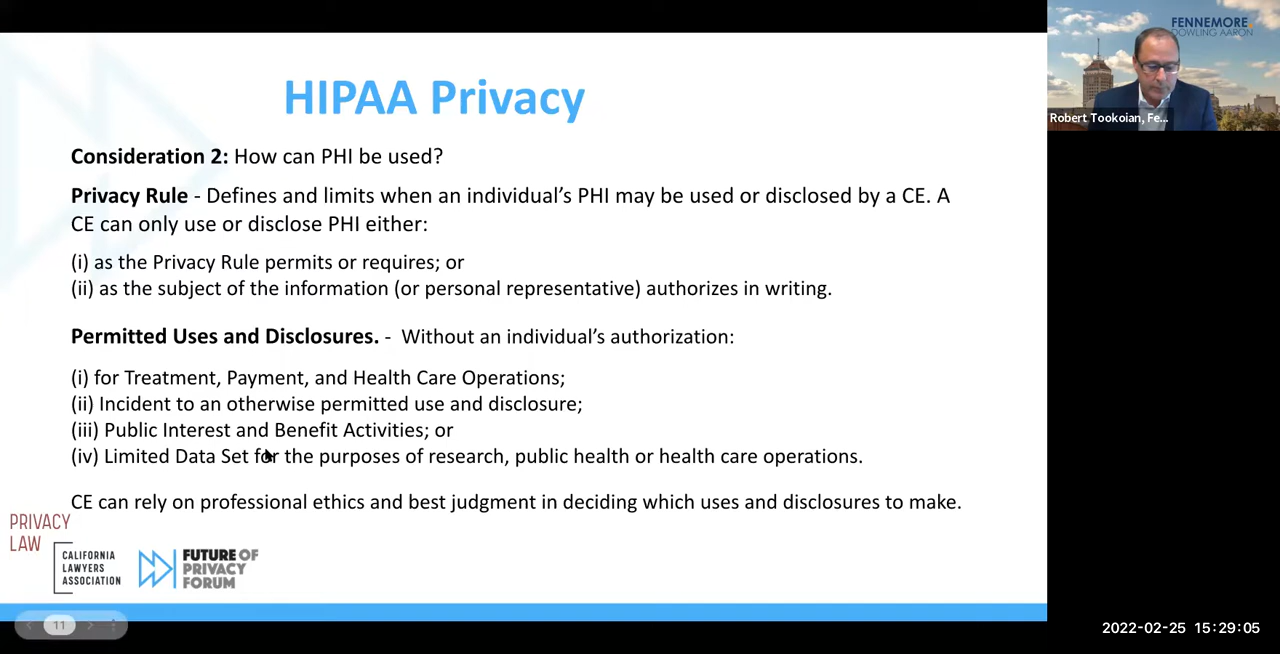 HIPAA Privacy
Consideration 2: How can PHI be used?
Privacy Rule - Defines and limits when an individual’s PHI may be used or disclosed by a CE. A
CE can only use or disclose PHI either:
(i) as the Privacy Rule permits or requires; or
(ii) as the subject of the information (or personal representative) authorizes in writing.
Permitted Uses and Disclosures. - Without an individual’s authorization:
(i) for Treatment, Payment, and Health Care Operations;
(ii) Incident to an otherwise permitted use and disclosure;
(iii) Public Interest and Benefit Activities; or
(iv) Limited Data Set for the purposes of research, public health or health care operations.
CE can rely on professional ethics and best judgment in deciding which uses and disclosures to make.
PRIVACY
LAW
CALIFORNIA
LAWYERS
ASSOCIATION
FUTURE OF
PRIVACY
FORUM
11
FENNEMORE.
DOWLING AARON
Robert Tookoian, Fe...
2022-02-25 15:29:05